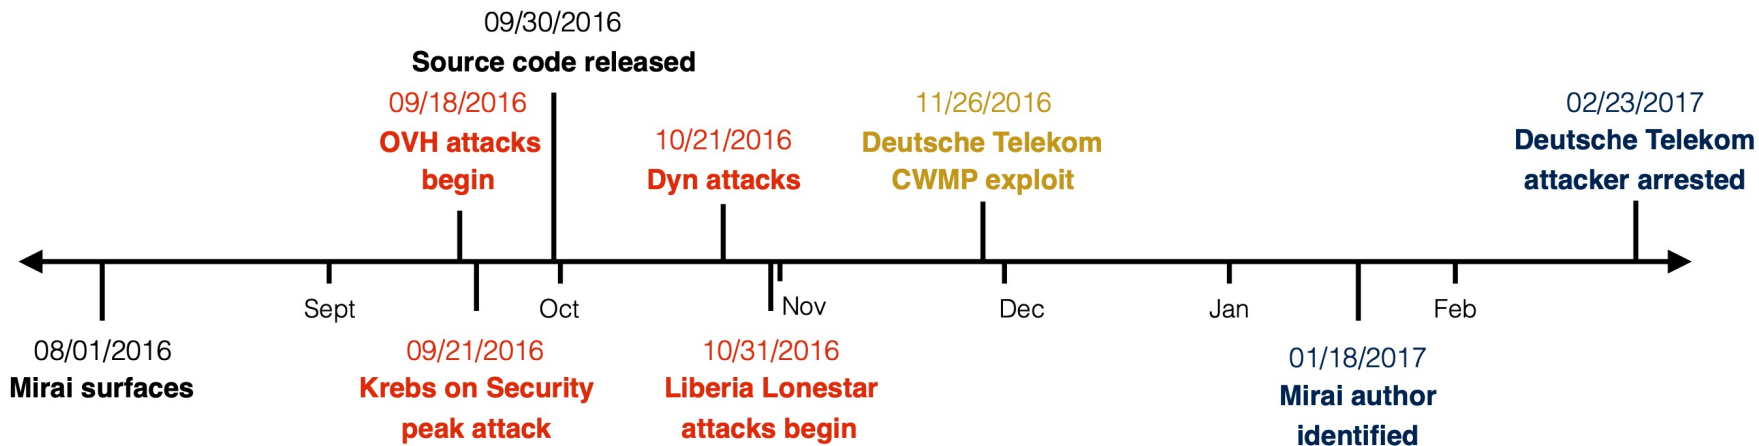 09/30/2016
Source code released
09/18/2016
OVH attacks
begin
10/21/2016
Dyn attacks
11/26/2016
Deutsche Telekom
CWMP exploit
02/23/2017
Deutsche Telekom
attacker arrested
Sept
Oct
Nov
Dec
Jan
Feb
08/01/2016
Mirai surfaces
09/21/2016
Krebs on Security
peak attack
10/31/2016
Liberia Lonestar
attacks begin
01/18/2017
Mirai author
identified